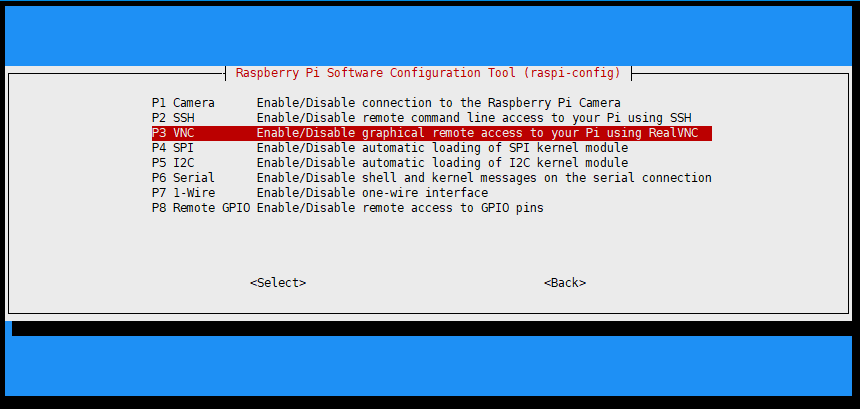 Raspberry Pi Software Configuration Tool (raspi-config)
P1 Camera Enable/Disable connection to the Raspberry Pi Camera
P2 SSH Enable/Disable remote command line access to your Pi using SSH
P3 VNC Enable/Disable graphical remote access to your Pi using RealVNC
P4 SPI Enable/Disable automatic loading of SPI kernel module
P5 I2C Enable/Disable automatic loading of I2C kernel module
P6 Serial Enable/Disable shell and kernel messages on the serial connection
P7 1-Wire Enable/Disable one-wire interface
P8 Remote GPIO Enable/Disable remote access to GPIO pins
<Select> <Back>